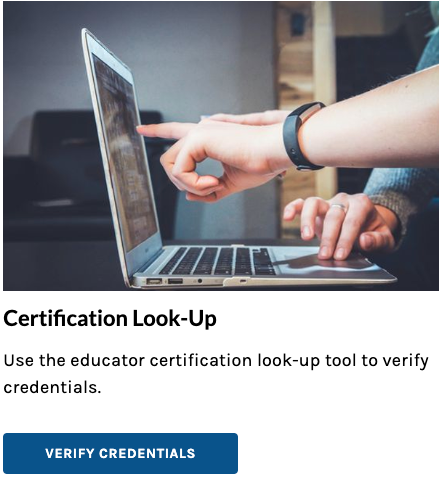 Certification Look-Up
Use the educator certification look-up tool to verify
credentials.
VERIFY CREDENTIALS